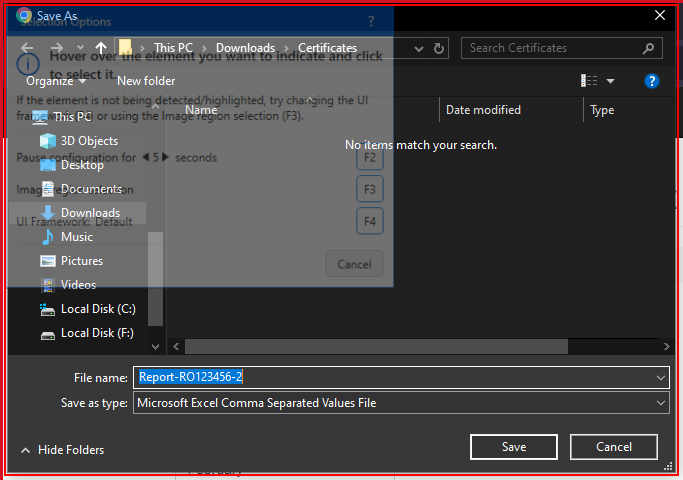 Save As
Selection Options
?
This PC
Downloads
Certificates
Search Certificates
Hover over the element you want to indicate and click
to select it.
Organize
New folder
If the element is not being detected/highlighted, try changing the UI
or using the Image region selection (F3).
Name
Date modified
Type
This PC
3D Objects
No items match your search.
Pause configuration for 5 seconds
F2
Desktop
Documents
F3
Downloads
UI Framework: Default
F4
Music
Pictures
Cancel
Videos
Local Disk (C:)
Local Disk (F:)
File name:
Report-RO123456-2
Save as type:
Microsoft Excel Comma Separated Values File
Hide Folders
Save
Cancel